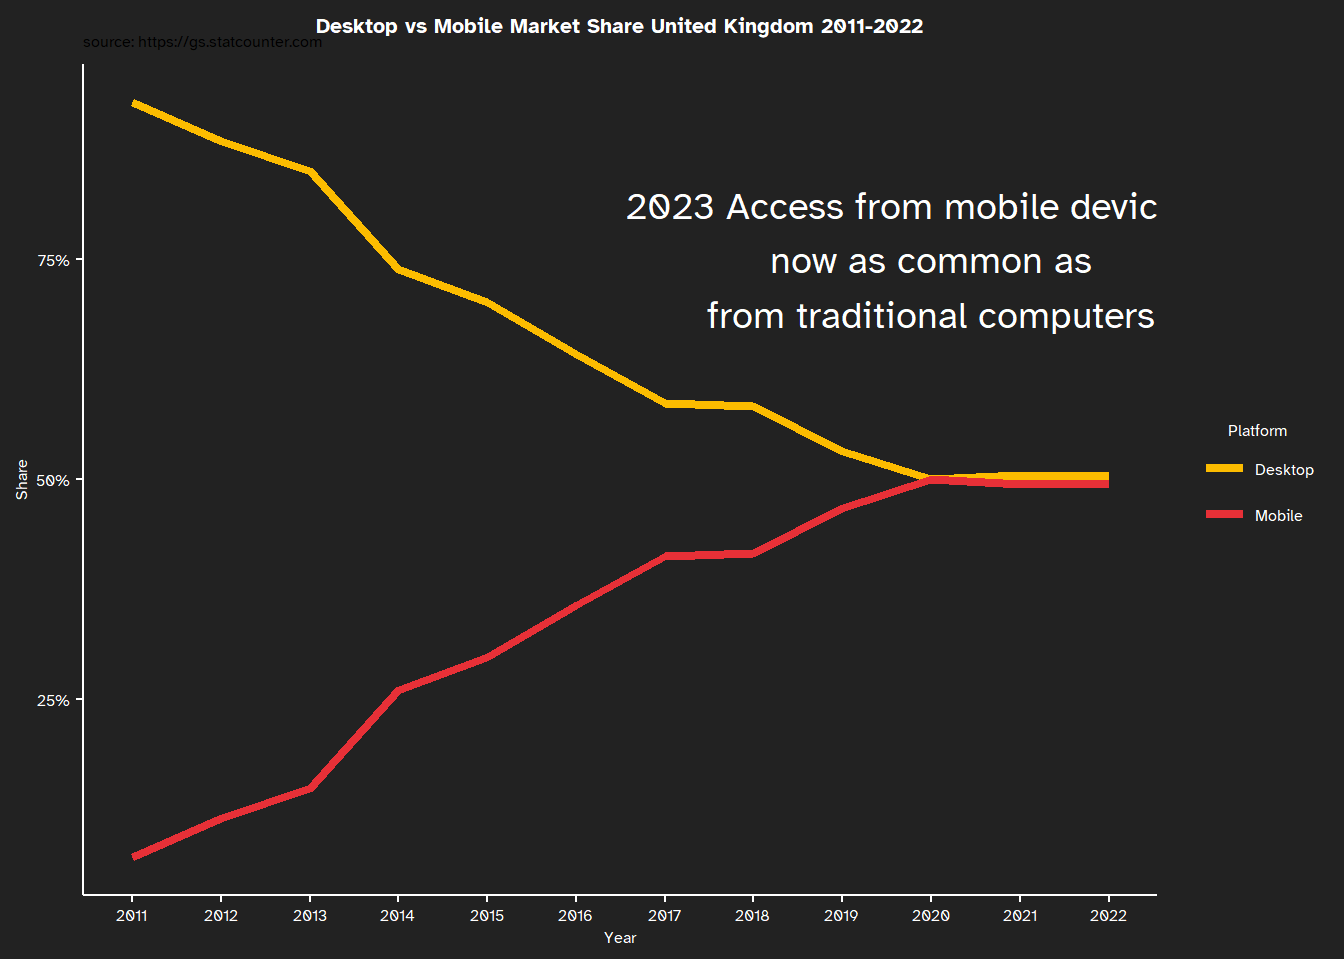 Desktop vs Mobile Market Share United Kingdom 2011-2022
source: https://gs.statcounter.com
2023 Access from mobile devic
now as common as
from traditional computers
75%
50%
25%
Share
Platform
Desktop
Mobile
2011 2012 2013 2014 2015 2016 2017 2018 2019 2020 2021 2022
Year